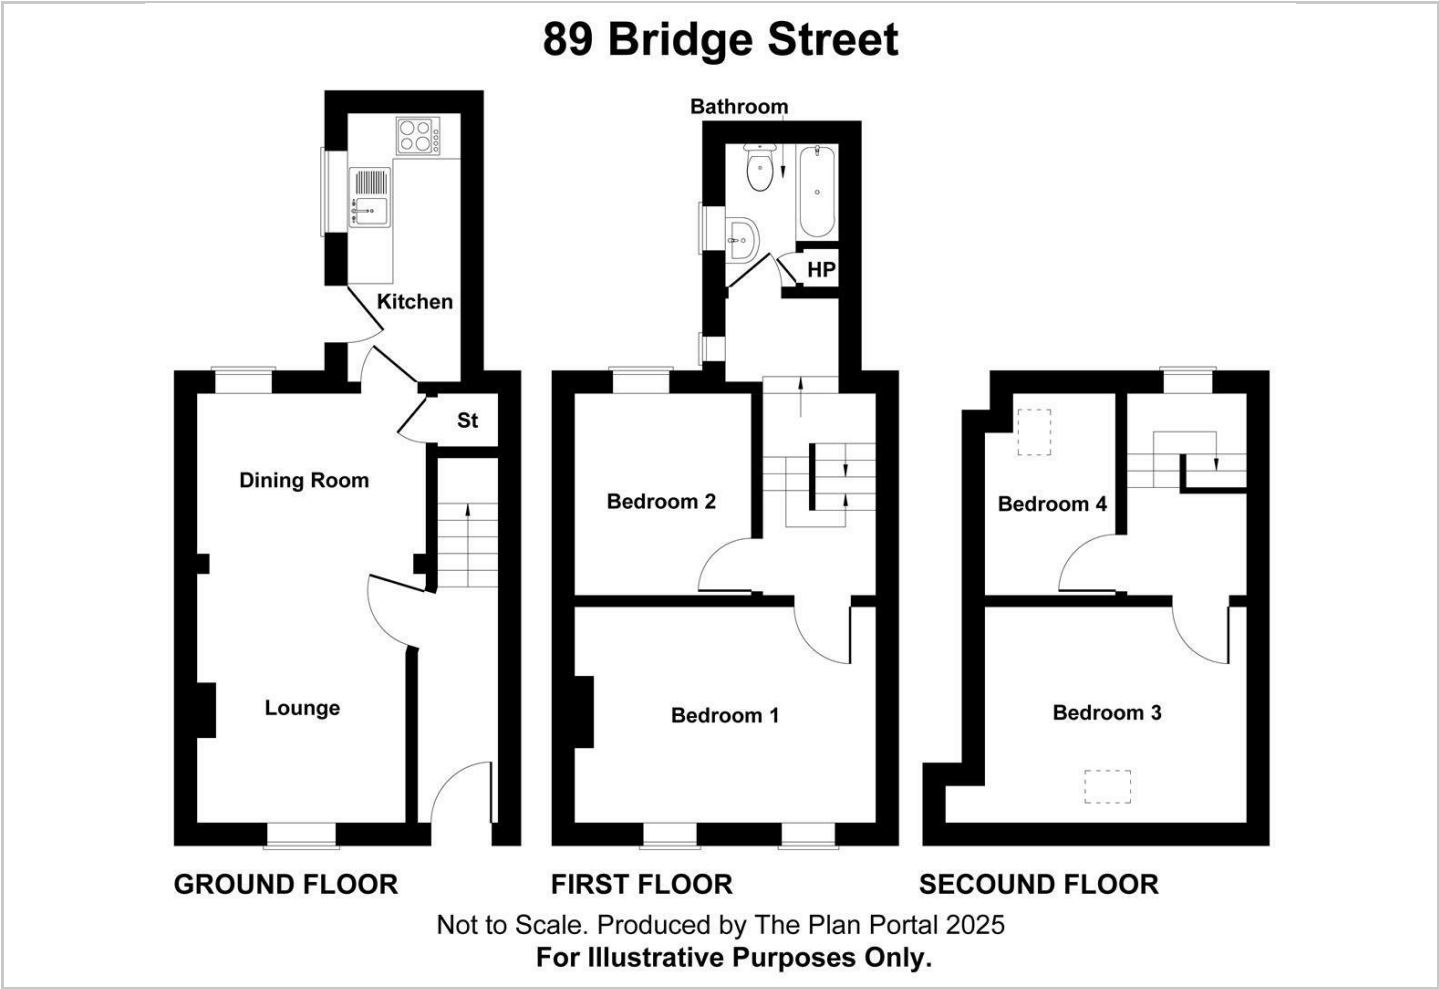 89 Bridge Street
Bathroom
HP
Kitchen
St
Dining Room
Lounge
Bedroom 2
Bedroom 1
Bedroom 4
Bedroom 3
GROUND FLOOR
FIRST FLOOR
SECOUND FLOOR
Not to Scale. Produced by The Plan Portal 2025
For Illustrative Purposes Only.